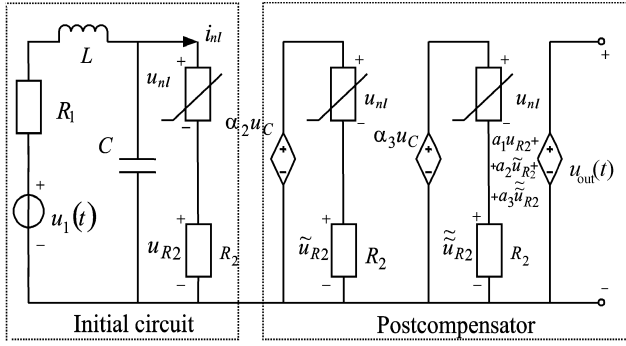 L
i_nl
R_1
C
u_nl
+
−
u_1(t)
+
−
u_R2
+
−
R_2
Initial circuit
α_2 u_C
+
−
u_nl
+
−
ũ_R2
+
−
R_2
α_3 u_C
+
−
u_nl
+
−
a_1 u_R2 +
+a_2 ũ_R2 +
+a_3 ũ̃_R2
ũ̃_R2
+
−
R_2
+
−
u_out(t)
+
−
Postcompensator